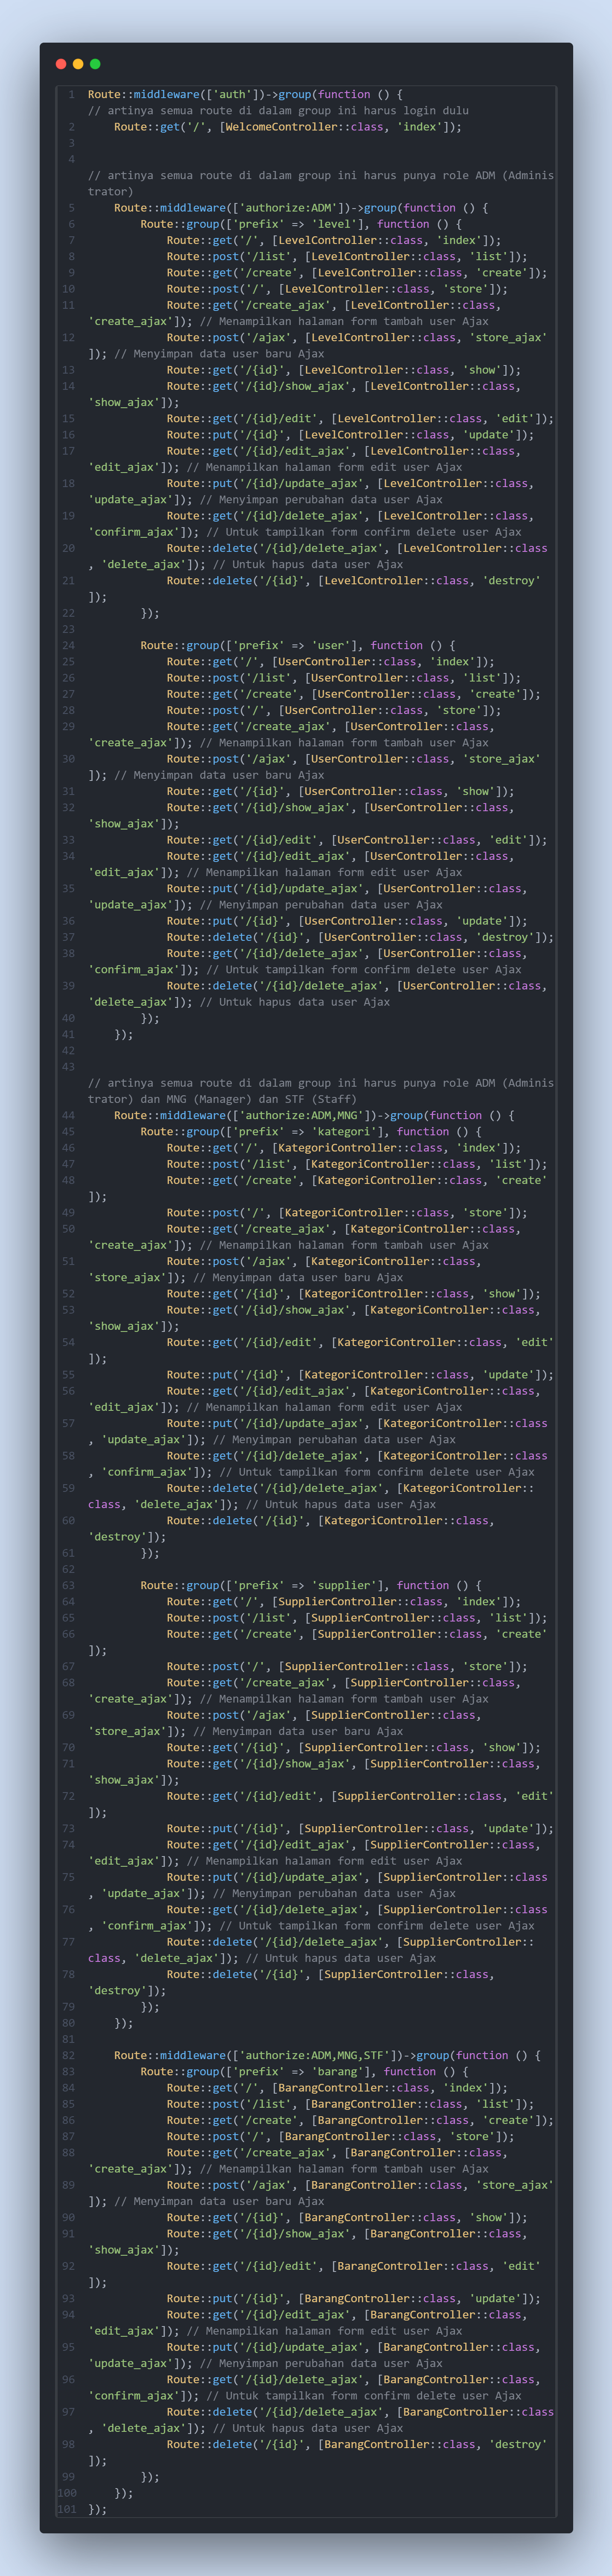 1 Route::middleware(['auth'])->group(function () {
// artinya semua route di dalam group ini harus login dulu
2 Route::get('/', [WelcomeController::class, 'index']);
3
4
// artinya semua route di dalam group ini harus punya role ADM (Adminis
trator)
5 Route::middleware(['authorize:ADM'])->group(function () {
6 Route::group(['prefix' => 'level'], function () {
7 Route::get('/', [LevelController::class, 'index']);
8 Route::post('/list', [LevelController::class, 'list']);
9 Route::get('/create', [LevelController::class, 'create']);
10 Route::post('/', [LevelController::class, 'store']);
11 Route::get('/create_ajax', [LevelController::class,
'create_ajax']); // Menampilkan halaman form tambah user Ajax
12 Route::post('/ajax', [LevelController::class, 'store_ajax'
]); // Menyimpan data user baru Ajax
13 Route::get('/{id}', [LevelController::class, 'show']);
14 Route::get('/{id}/show_ajax', [LevelController::class,
'show_ajax']);
15 Route::get('/{id}/edit', [LevelController::class, 'edit']);
16 Route::put('/{id}', [LevelController::class, 'update']);
17 Route::get('/{id}/edit_ajax', [LevelController::class,
'edit_ajax']); // Menampilkan halaman form edit user Ajax
18 Route::put('/{id}/update_ajax', [LevelController::class,
'update_ajax']); // Menyimpan perubahan data user Ajax
19 Route::get('/{id}/delete_ajax', [LevelController::class,
'confirm_ajax']); // Untuk tampilkan form confirm delete user Ajax
20 Route::delete('/{id}/delete_ajax', [LevelController::class
, 'delete_ajax']); // Untuk hapus data user Ajax
21 Route::delete('/{id}', [LevelController::class, 'destroy'
]);
22 });
23
24 Route::group(['prefix' => 'user'], function () {
25 Route::get('/', [UserController::class, 'index']);
26 Route::post('/list', [UserController::class, 'list']);
27 Route::get('/create', [UserController::class, 'create']);
28 Route::post('/', [UserController::class, 'store']);
29 Route::get('/create_ajax', [UserController::class,
'create_ajax']); // Menampilkan halaman form tambah user Ajax
30 Route::post('/ajax', [UserController::class, 'store_ajax'
]); // Menyimpan data user baru Ajax
31 Route::get('/{id}', [UserController::class, 'show']);
32 Route::get('/{id}/show_ajax', [UserController::class,
'show_ajax']);
33 Route::get('/{id}/edit', [UserController::class, 'edit']);
34 Route::get('/{id}/edit_ajax', [UserController::class,
'edit_ajax']); // Menampilkan halaman form edit user Ajax
35 Route::put('/{id}/update_ajax', [UserController::class,
'update_ajax']); // Menyimpan perubahan data user Ajax
36 Route::put('/{id}', [UserController::class, 'update']);
37 Route::delete('/{id}', [UserController::class, 'destroy']);
38 Route::get('/{id}/delete_ajax', [UserController::class,
'confirm_ajax']); // Untuk tampilkan form confirm delete user Ajax
39 Route::delete('/{id}/delete_ajax', [UserController::class,
'delete_ajax']); // Untuk hapus data user Ajax
40 });
41 });
42
43
// artinya semua route di dalam group ini harus punya role ADM (Adminis
trator) dan MNG (Manager) dan STF (Staff)
44 Route::middleware(['authorize:ADM,MNG'])->group(function () {
45 Route::group(['prefix' => 'kategori'], function () {
46 Route::get('/', [KategoriController::class, 'index']);
47 Route::post('/list', [KategoriController::class, 'list']);
48 Route::get('/create', [KategoriController::class, 'create'
]);
49 Route::post('/', [KategoriController::class, 'store']);
50 Route::get('/create_ajax', [KategoriController::class,
'create_ajax']); // Menampilkan halaman form tambah user Ajax
51 Route::post('/ajax', [KategoriController::class,
'store_ajax']); // Menyimpan data user baru Ajax
52 Route::get('/{id}', [KategoriController::class, 'show']);
53 Route::get('/{id}/show_ajax', [KategoriController::class,
'show_ajax']);
54 Route::get('/{id}/edit', [KategoriController::class, 'edit'
]);
55 Route::put('/{id}', [KategoriController::class, 'update']);
56 Route::get('/{id}/edit_ajax', [KategoriController::class,
'edit_ajax']); // Menampilkan halaman form edit user Ajax
57 Route::put('/{id}/update_ajax', [KategoriController::class
, 'update_ajax']); // Menyimpan perubahan data user Ajax
58 Route::get('/{id}/delete_ajax', [KategoriController::class
, 'confirm_ajax']); // Untuk tampilkan form confirm delete user Ajax
59 Route::delete('/{id}/delete_ajax', [KategoriController::
class, 'delete_ajax']); // Untuk hapus data user Ajax
60 Route::delete('/{id}', [KategoriController::class,
'destroy']);
61 });
62
63 Route::group(['prefix' => 'supplier'], function () {
64 Route::get('/', [SupplierController::class, 'index']);
65 Route::post('/list', [SupplierController::class, 'list']);
66 Route::get('/create', [SupplierController::class, 'create'
]);
67 Route::post('/', [SupplierController::class, 'store']);
68 Route::get('/create_ajax', [SupplierController::class,
'create_ajax']); // Menampilkan halaman form tambah user Ajax
69 Route::post('/ajax', [SupplierController::class,
'store_ajax']); // Menyimpan data user baru Ajax
70 Route::get('/{id}', [SupplierController::class, 'show']);
71 Route::get('/{id}/show_ajax', [SupplierController::class,
'show_ajax']);
72 Route::get('/{id}/edit', [SupplierController::class, 'edit'
]);
73 Route::put('/{id}', [SupplierController::class, 'update']);
74 Route::get('/{id}/edit_ajax', [SupplierController::class,
'edit_ajax']); // Menampilkan halaman form edit user Ajax
75 Route::put('/{id}/update_ajax', [SupplierController::class
, 'update_ajax']); // Menyimpan perubahan data user Ajax
76 Route::get('/{id}/delete_ajax', [SupplierController::class
, 'confirm_ajax']); // Untuk tampilkan form confirm delete user Ajax
77 Route::delete('/{id}/delete_ajax', [SupplierController::
class, 'delete_ajax']); // Untuk hapus data user Ajax
78 Route::delete('/{id}', [SupplierController::class,
'destroy']);
79 });
80 });
81
82 Route::middleware(['authorize:ADM,MNG,STF'])->group(function () {
83 Route::group(['prefix' => 'barang'], function () {
84 Route::get('/', [BarangController::class, 'index']);
85 Route::post('/list', [BarangController::class, 'list']);
86 Route::get('/create', [BarangController::class, 'create']);
87 Route::post('/', [BarangController::class, 'store']);
88 Route::get('/create_ajax', [BarangController::class,
'create_ajax']); // Menampilkan halaman form tambah user Ajax
89 Route::post('/ajax', [BarangController::class, 'store_ajax'
]); // Menyimpan data user baru Ajax
90 Route::get('/{id}', [BarangController::class, 'show']);
91 Route::get('/{id}/show_ajax', [BarangController::class,
'show_ajax']);
92 Route::get('/{id}/edit', [BarangController::class, 'edit'
]);
93 Route::put('/{id}', [BarangController::class, 'update']);
94 Route::get('/{id}/edit_ajax', [BarangController::class,
'edit_ajax']); // Menampilkan halaman form edit user Ajax
95 Route::put('/{id}/update_ajax', [BarangController::class,
'update_ajax']); // Menyimpan perubahan data user Ajax
96 Route::get('/{id}/delete_ajax', [BarangController::class,
'confirm_ajax']); // Untuk tampilkan form confirm delete user Ajax
97 Route::delete('/{id}/delete_ajax', [BarangController::class
, 'delete_ajax']); // Untuk hapus data user Ajax
98 Route::delete('/{id}', [BarangController::class, 'destroy'
]);
99 });
100 });
101 });